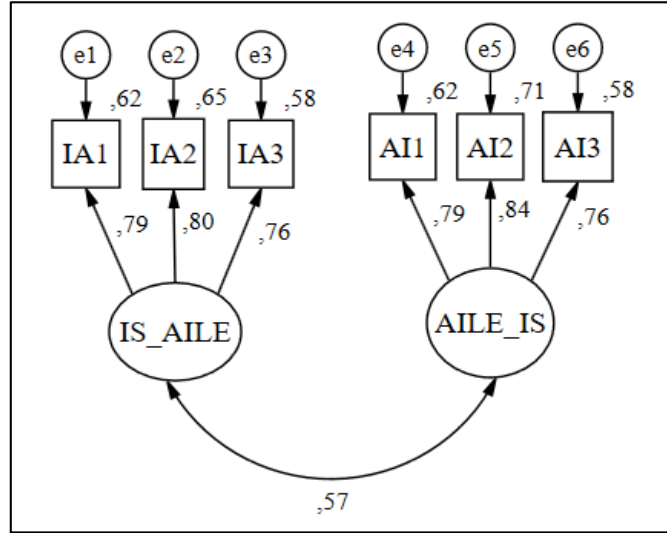 e1 e2 e3 e4 e5 e6
,62 ,65 ,58 ,62 ,71 ,58
IA1 IA2 IA3 AI1 AI2 AI3
,79 ,80 ,76 ,79 ,84 ,76
IS_AILE AILE_IS
,57